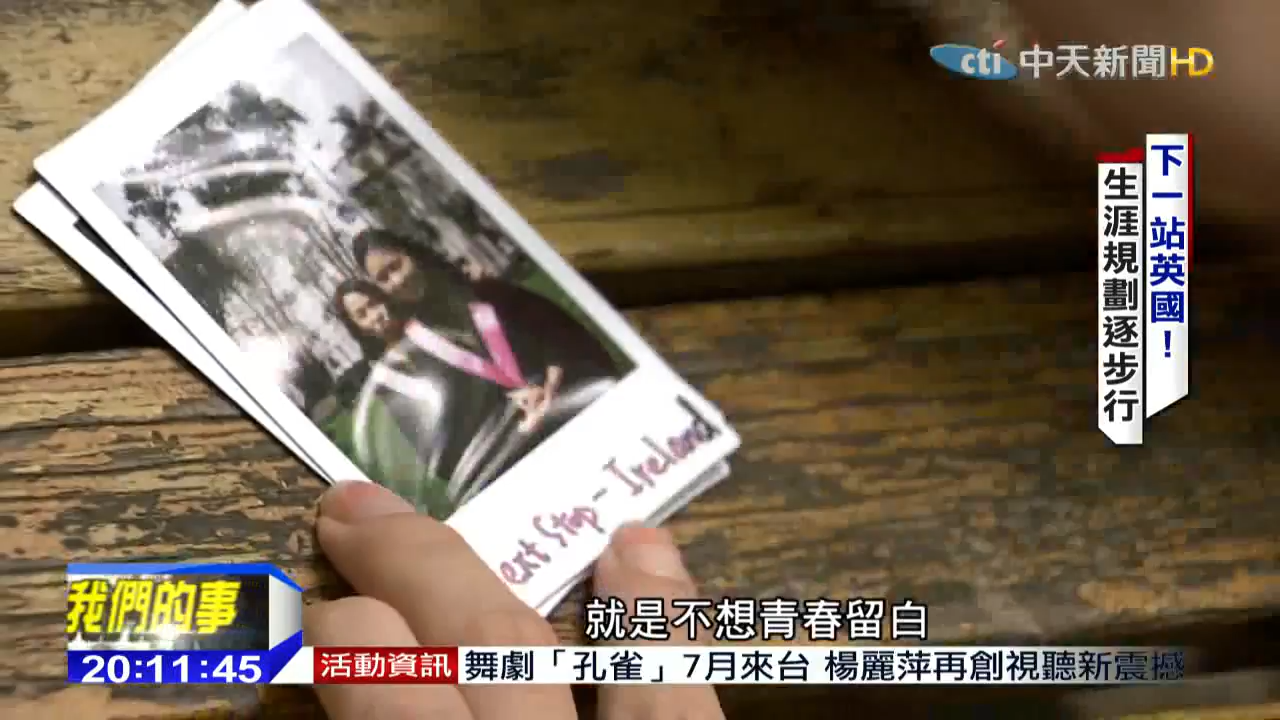 cti 中天新聞HD
下一站英國！
生涯規劃逐步行
ext Stop - Ireland
就是不想青春留白
我們的事
20:11:45
活動資訊 舞劇「孔雀」7月來台 楊麗萍再創視聽新震撼